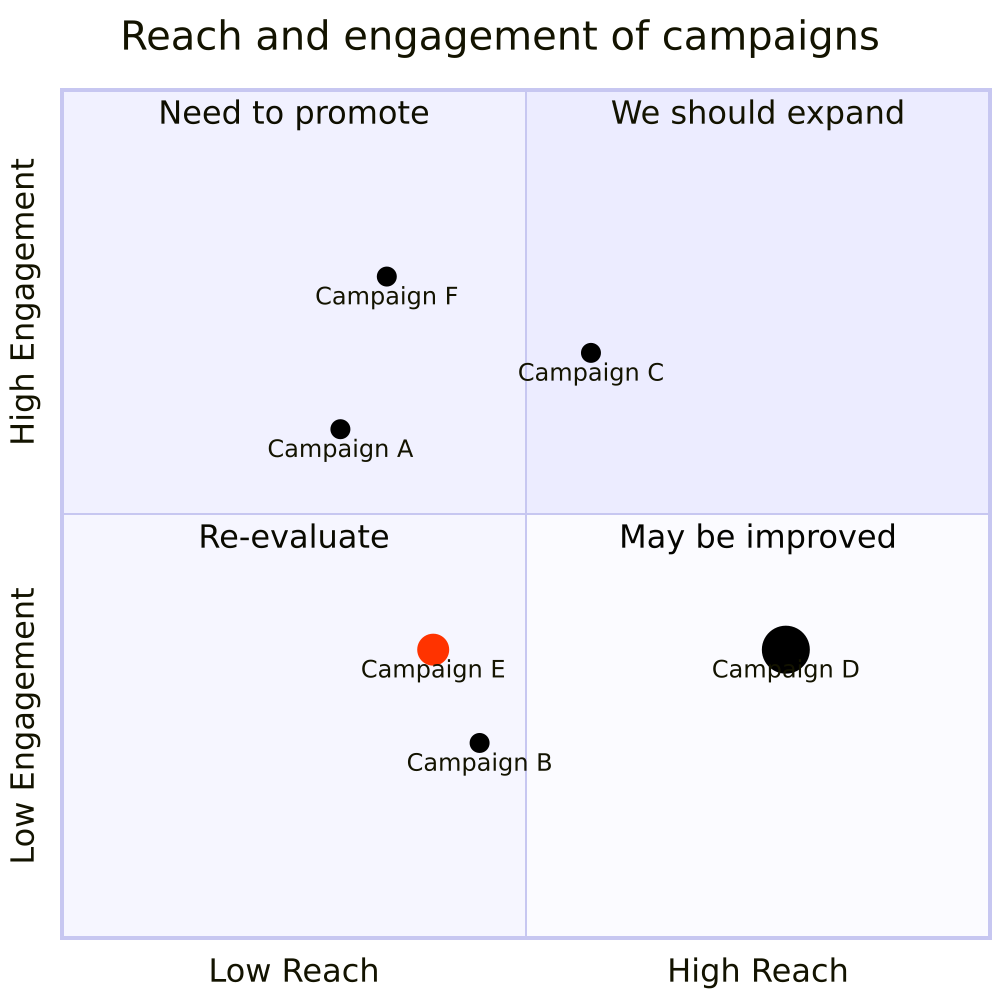 Reach and engagement of campaigns
Need to promote
We should expand
High Engagement
Campaign F
Campaign C
Campaign A
Re-evaluate
May be improved
Low Engagement
Campaign E
Campaign D
Campaign B
Low Reach
High Reach